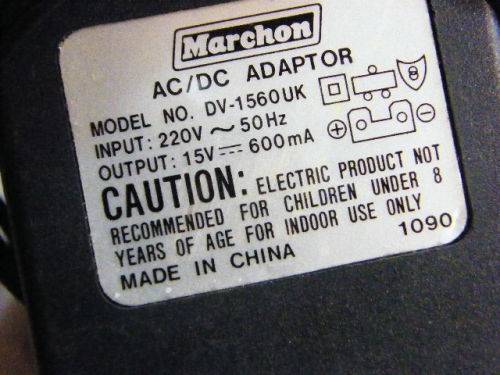 Marchon
AC/DC ADAPTOR
MODEL NO. DV-1560UK
INPUT: 220V ~ 50Hz
OUTPUT: 15V ⎓ 600mA
8
+ −
CAUTION: ELECTRIC PRODUCT NOT
RECOMMENDED FOR CHILDREN UNDER 8
YEARS OF AGE FOR INDOOR USE ONLY
MADE IN CHINA
1090